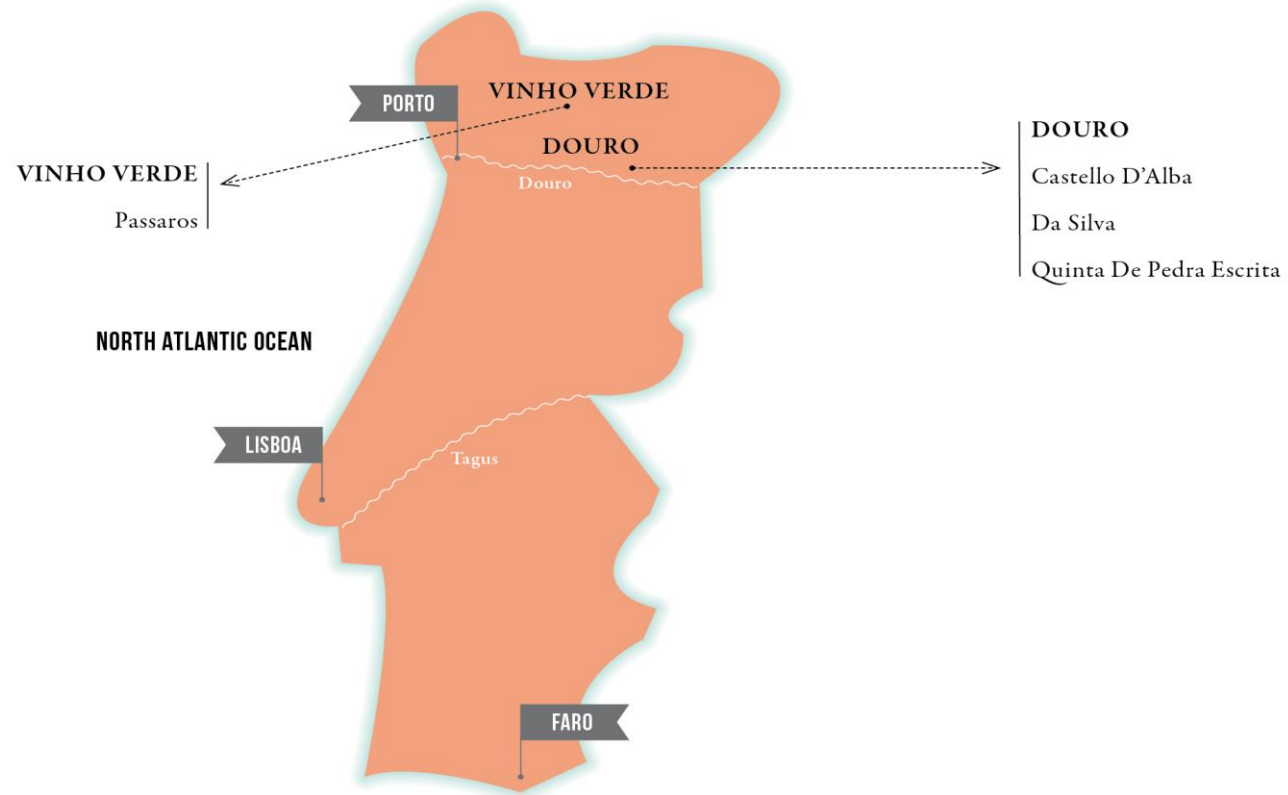 VINHO VERDE
PORTO
DOURO
Douro
VINHO VERDE
Passaros
DOURO
Castello D'Alba
Da Silva
Quinta De Pedra Escrita
NORTH ATLANTIC OCEAN
LISBOA
Tagus
FARO